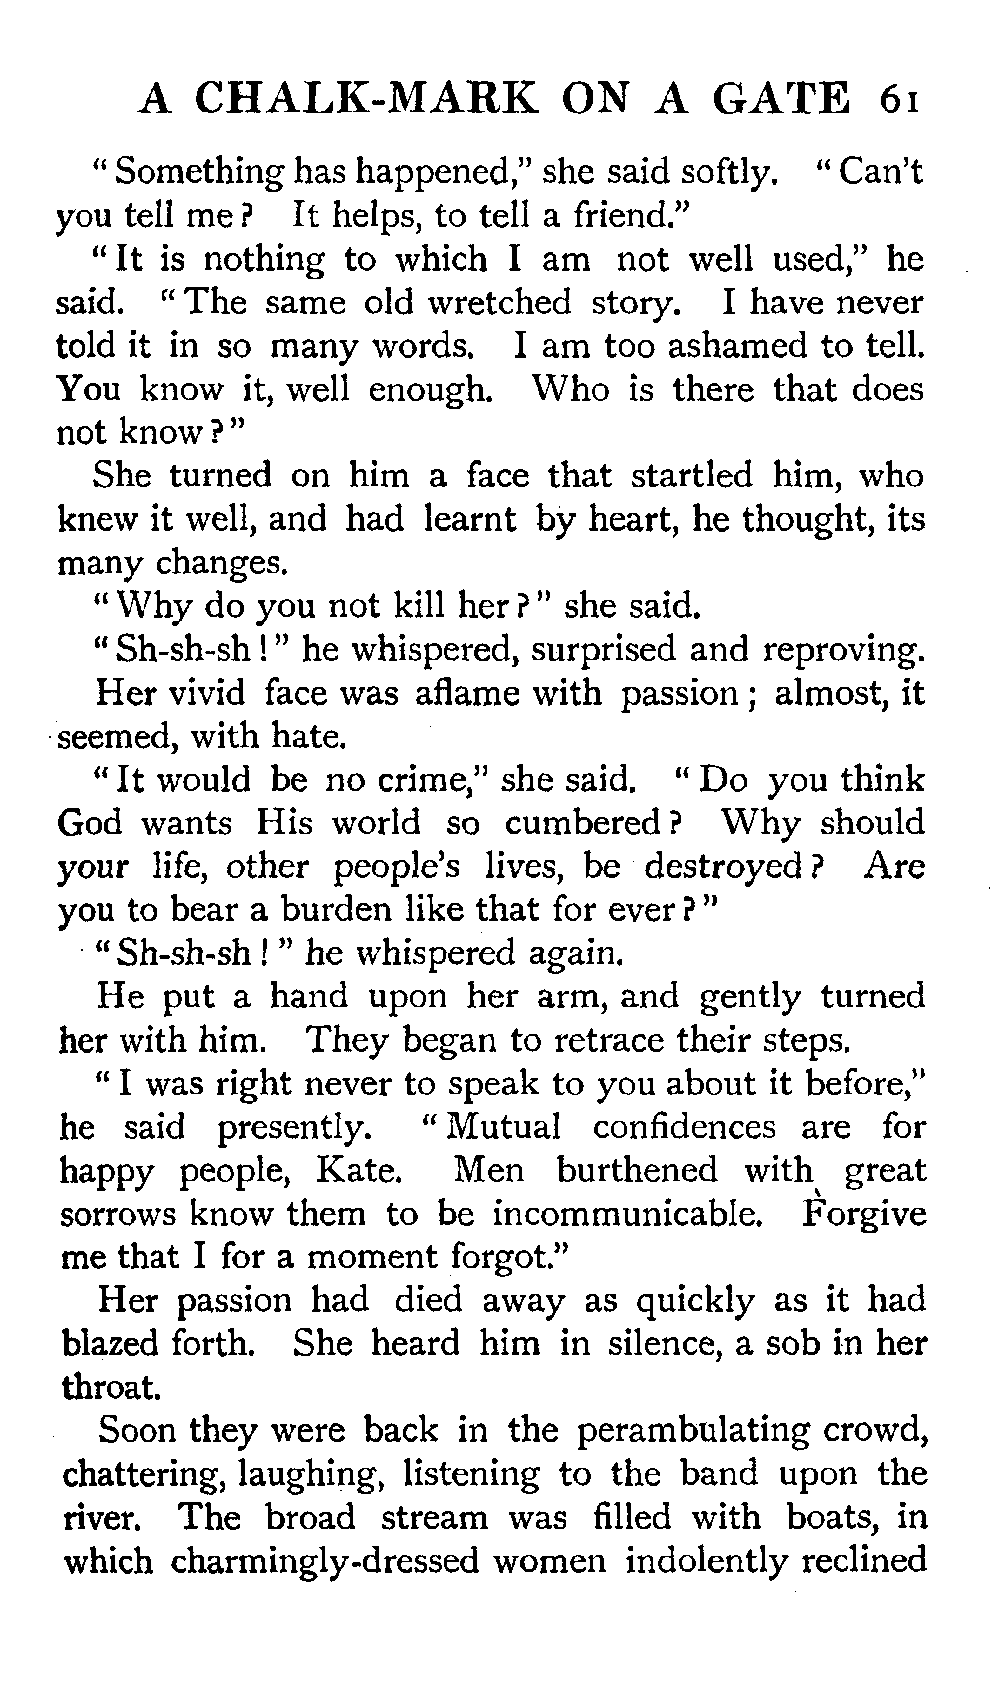 A CHALK-MARK ON A GATE 61
"Something has happened," she said softly. "Can't
you tell me? It helps, to tell a friend."
"It is nothing to which I am not well used," he
said. "The same old wretched story. I have never
told it in so many words. I am too ashamed to tell.
You know it, well enough. Who is there that does
not know?"
She turned on him a face that startled him, who
knew it well, and had learnt by heart, he thought, its
many changes.
"Why do you not kill her?" she said.
"Sh-sh-sh!" he whispered, surprised and reproving.
Her vivid face was aflame with passion; almost, it
seemed, with hate.
"It would be no crime," she said. "Do you think
God wants His world so cumbered? Why should
your life, other people's lives, be destroyed? Are
you to bear a burden like that for ever?"
"Sh-sh-sh!" he whispered again.
He put a hand upon her arm, and gently turned
her with him. They began to retrace their steps.
"I was right never to speak to you about it before,"
he said presently. "Mutual confidences are for
happy people, Kate. Men burthened with great
sorrows know them to be incommunicable. Forgive
me that I for a moment forgot."
Her passion had died away as quickly as it had
blazed forth. She heard him in silence, a sob in her
throat.
Soon they were back in the perambulating crowd,
chattering, laughing, listening to the band upon the
river. The broad stream was filled with boats, in
which charmingly-dressed women indolently reclined